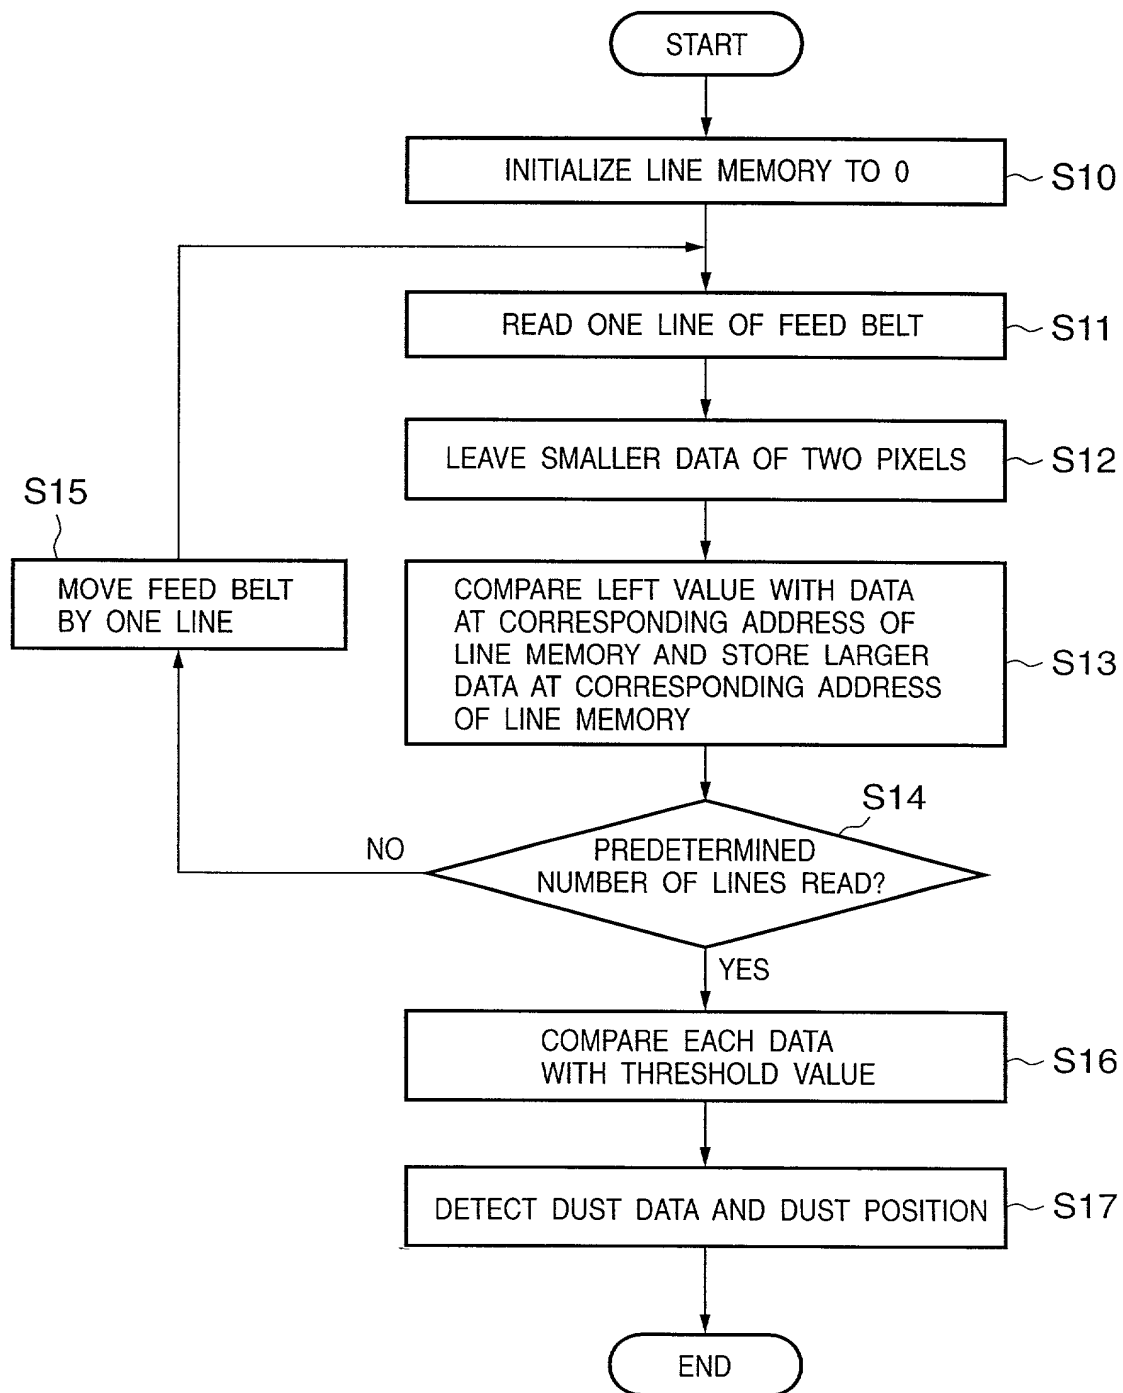 START
INITIALIZE LINE MEMORY TO 0
S10
READ ONE LINE OF FEED BELT
S11
LEAVE SMALLER DATA OF TWO PIXELS
S12
S15
MOVE FEED BELT
BY ONE LINE
COMPARE LEFT VALUE WITH DATA
AT CORRESPONDING ADDRESS OF
LINE MEMORY AND STORE LARGER
DATA AT CORRESPONDING ADDRESS
OF LINE MEMORY
S13
S14
NO
PREDETERMINED
NUMBER OF LINES READ?
YES
COMPARE EACH DATA
WITH THRESHOLD VALUE
S16
DETECT DUST DATA AND DUST POSITION
S17
END